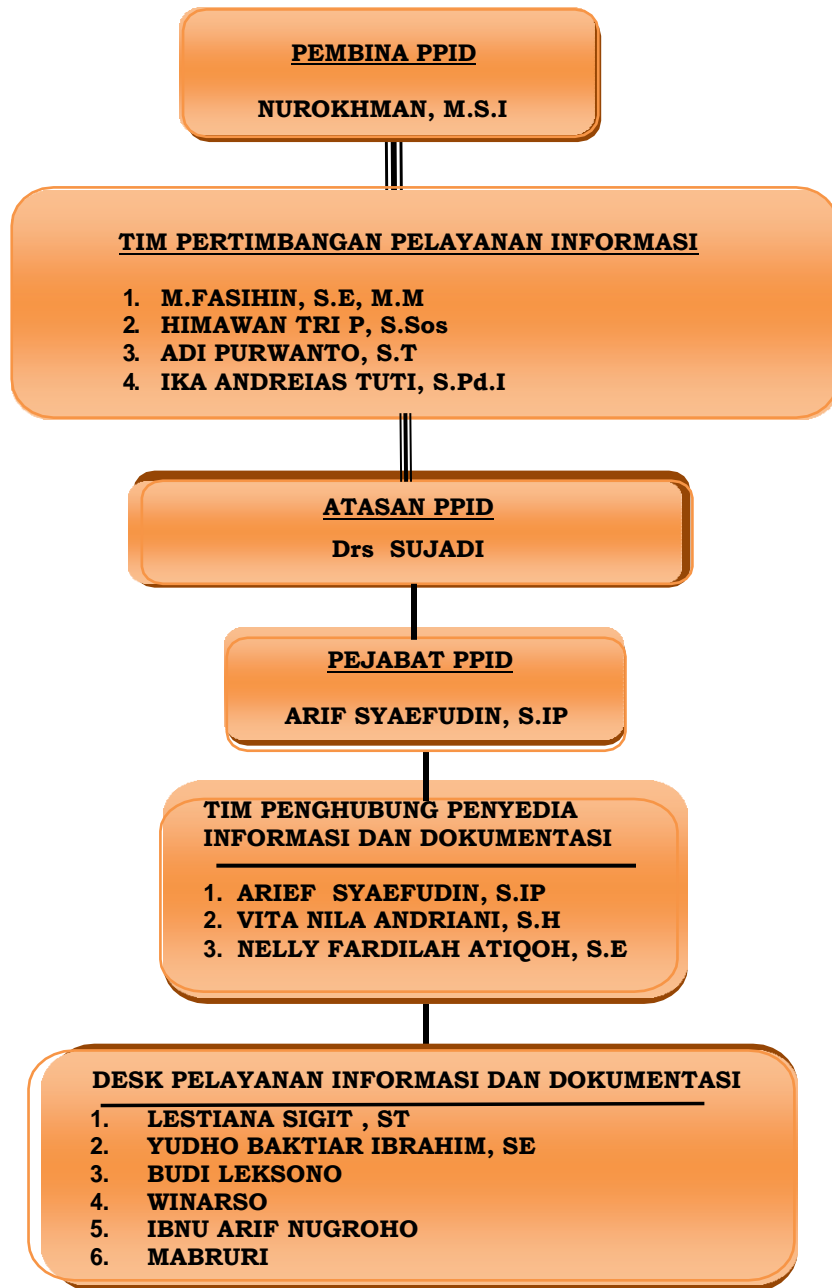 PEMBINA PPID
NUROKHMAN, M.S.I
TIM PERTIMBANGAN PELAYANAN INFORMASI
1. M.FASIHIN, S.E, M.M
2. HIMAWAN TRI P, S.Sos
3. ADI PURWANTO, S.T
4. IKA ANDREIAS TUTI, S.Pd.I
ATASAN PPID
Drs SUJADI
PEJABAT PPID
ARIF SYAEFUDIN, S.IP
TIM PENGHUBUNG PENYEDIA
INFORMASI DAN DOKUMENTASI
1. ARIEF SYAEFUDIN, S.IP
2. VITA NILA ANDRIANI, S.H
3. NELLY FARDILAH ATIQOH, S.E
DESK PELAYANAN INFORMASI DAN DOKUMENTASI
1. LESTIANA SIGIT , ST
2. YUDHO BAKTIAR IBRAHIM, SE
3. BUDI LEKSONO
4. WINARSO
5. IBNU ARIF NUGROHO
6. MABRURI